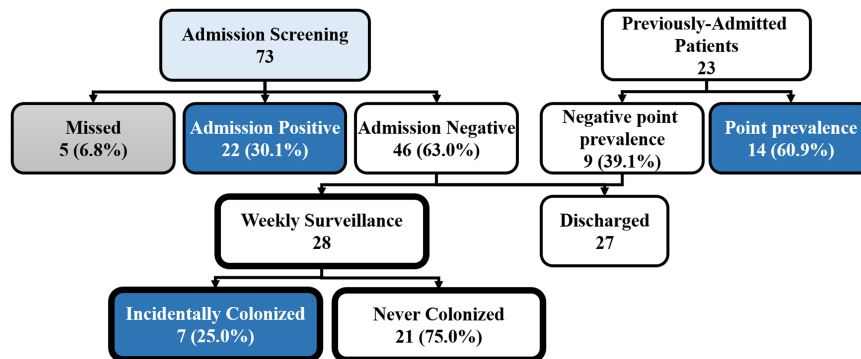 Admission Screening
73
Previously-Admitted
Patients
23
Missed
5 (6.8%)
Admission Positive
22 (30.1%)
Admission Negative
46 (63.0%)
Negative point
prevalence
9 (39.1%)
Point prevalence
14 (60.9%)
Weekly Surveillance
28
Discharged
27
Incidentally Colonized
7 (25.0%)
Never Colonized
21 (75.0%)